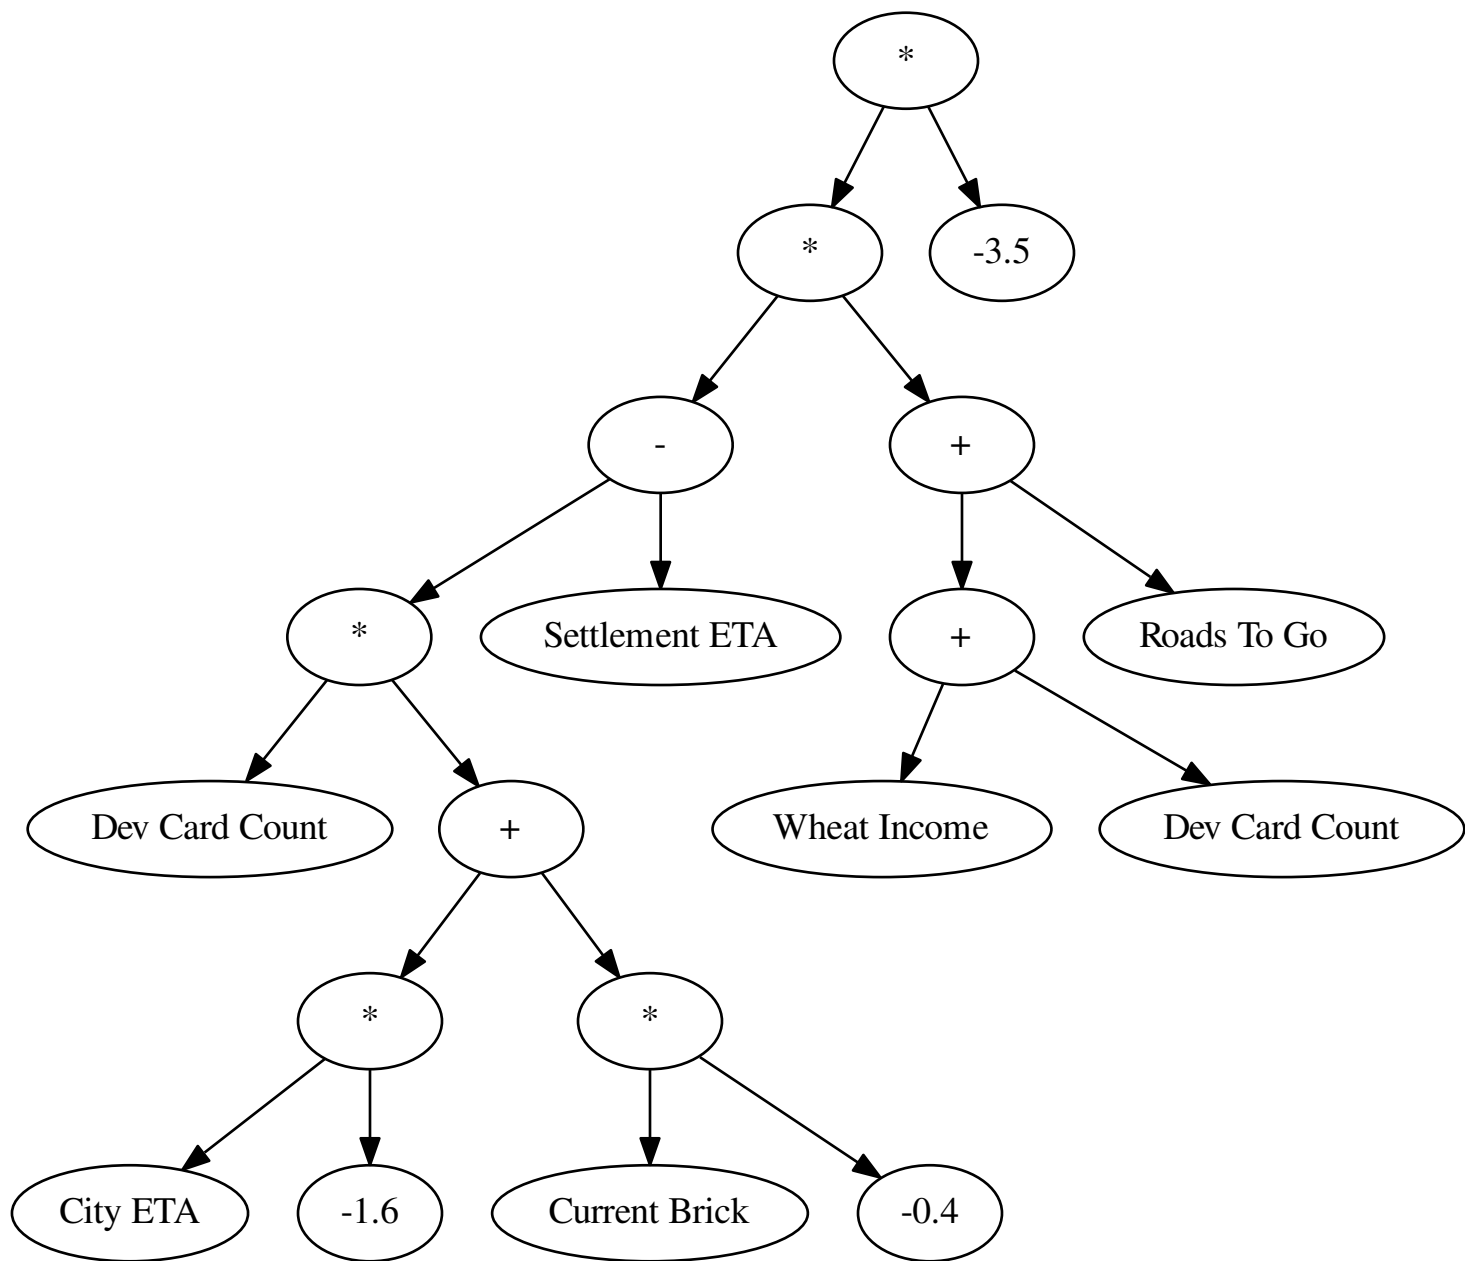 *
*
-3.5
-
+
*
Settlement ETA
+
Roads To Go
Dev Card Count
+
Wheat Income
Dev Card Count
*
*
City ETA
-1.6
Current Brick
-0.4